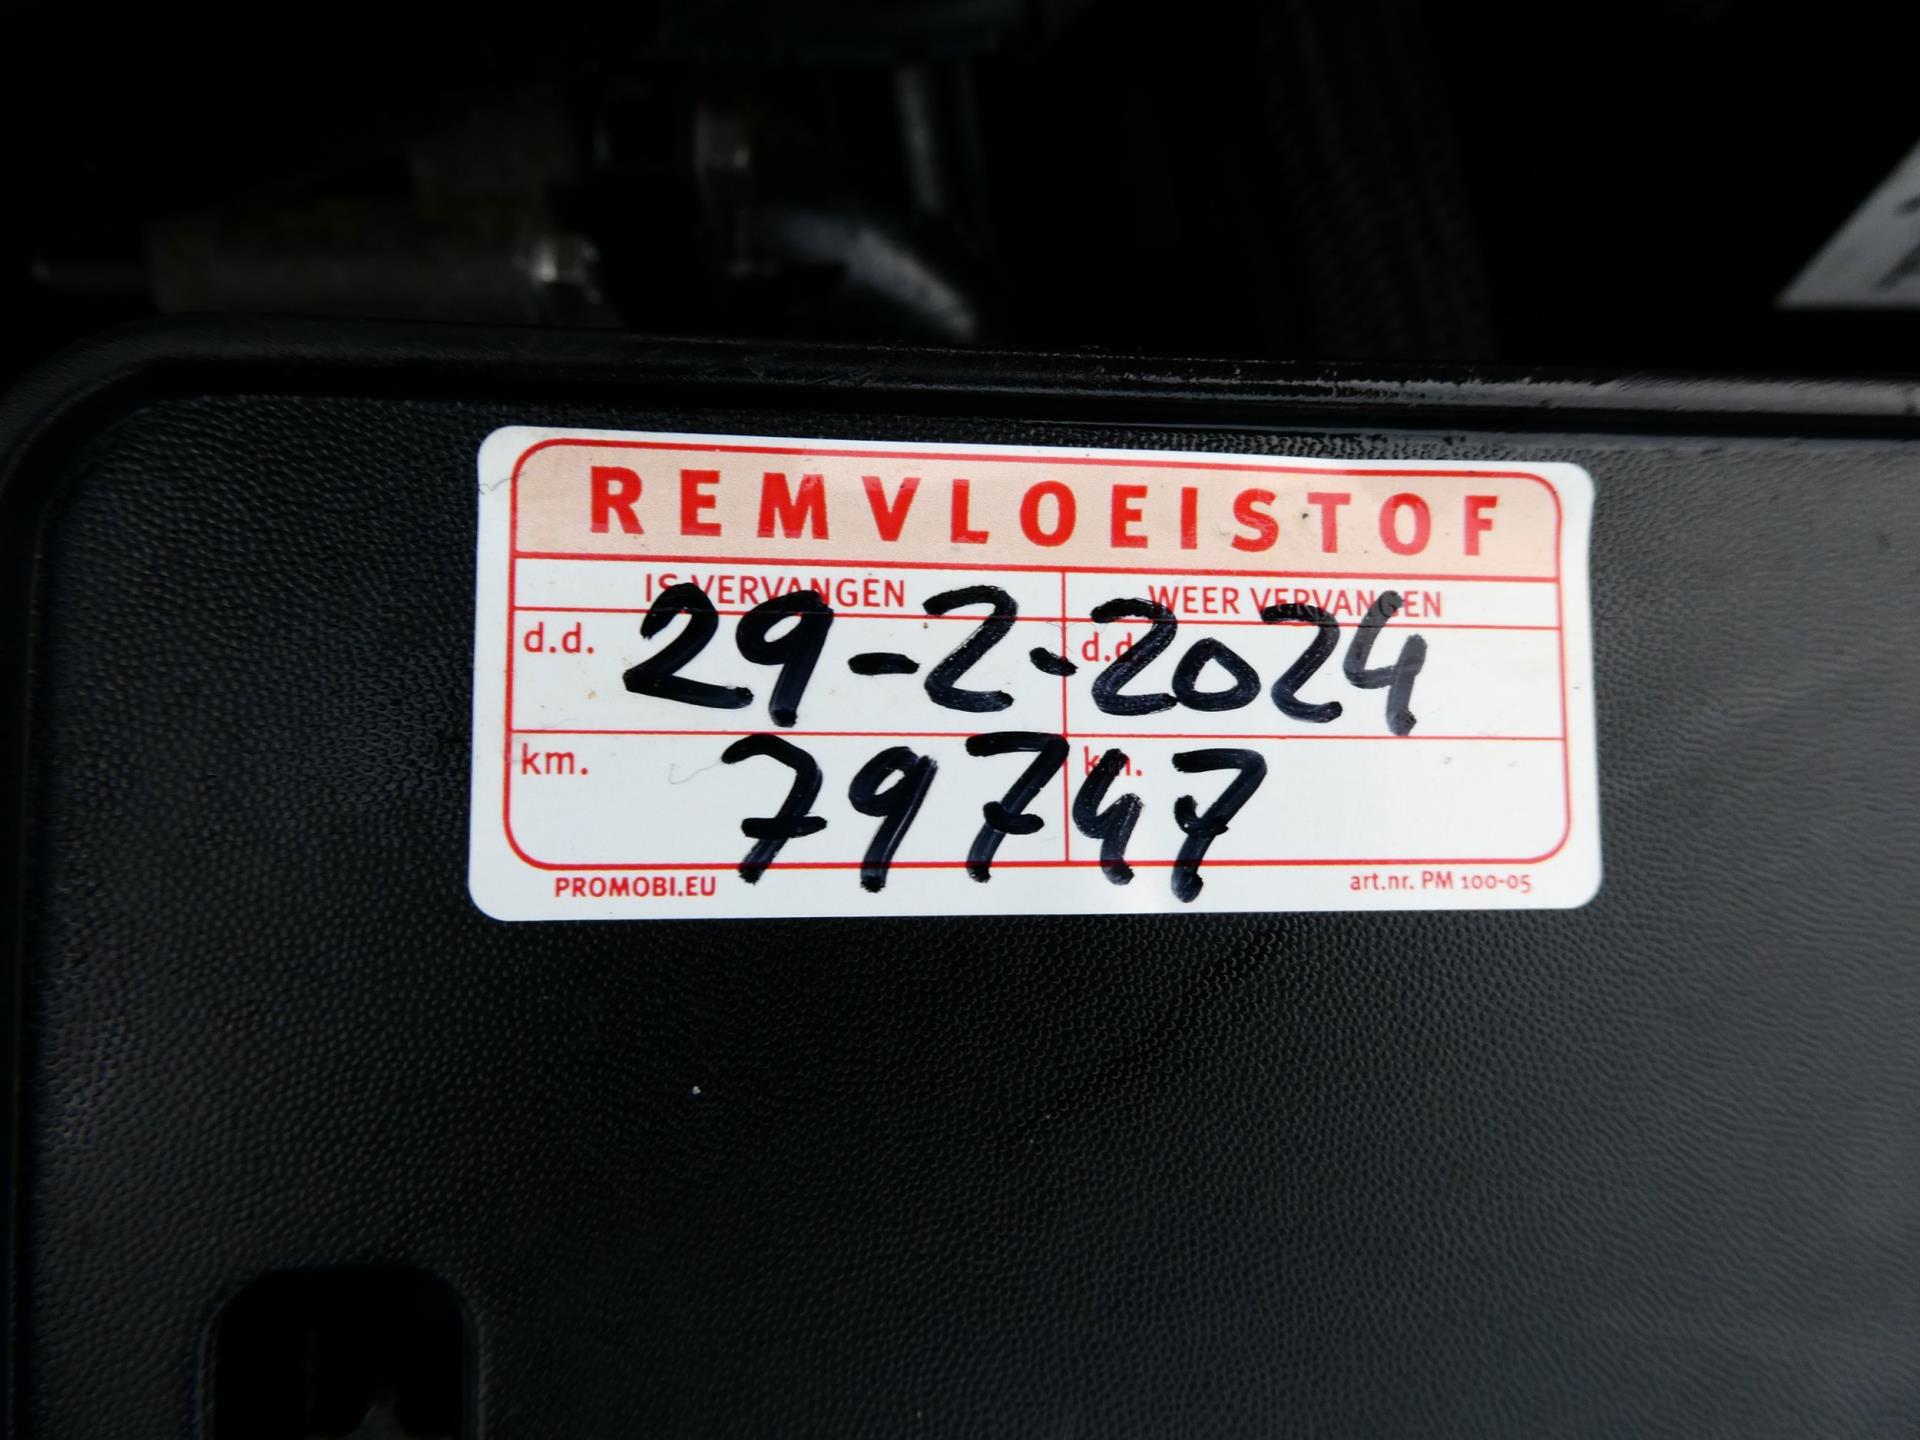 REMVLOEISTOF
IS VERVANGEN WEER VERVANGEN
d.d. 29-2-2024 d.d.
km. 79747 km.
PROMOBI.EU art.nr. PM 100-05